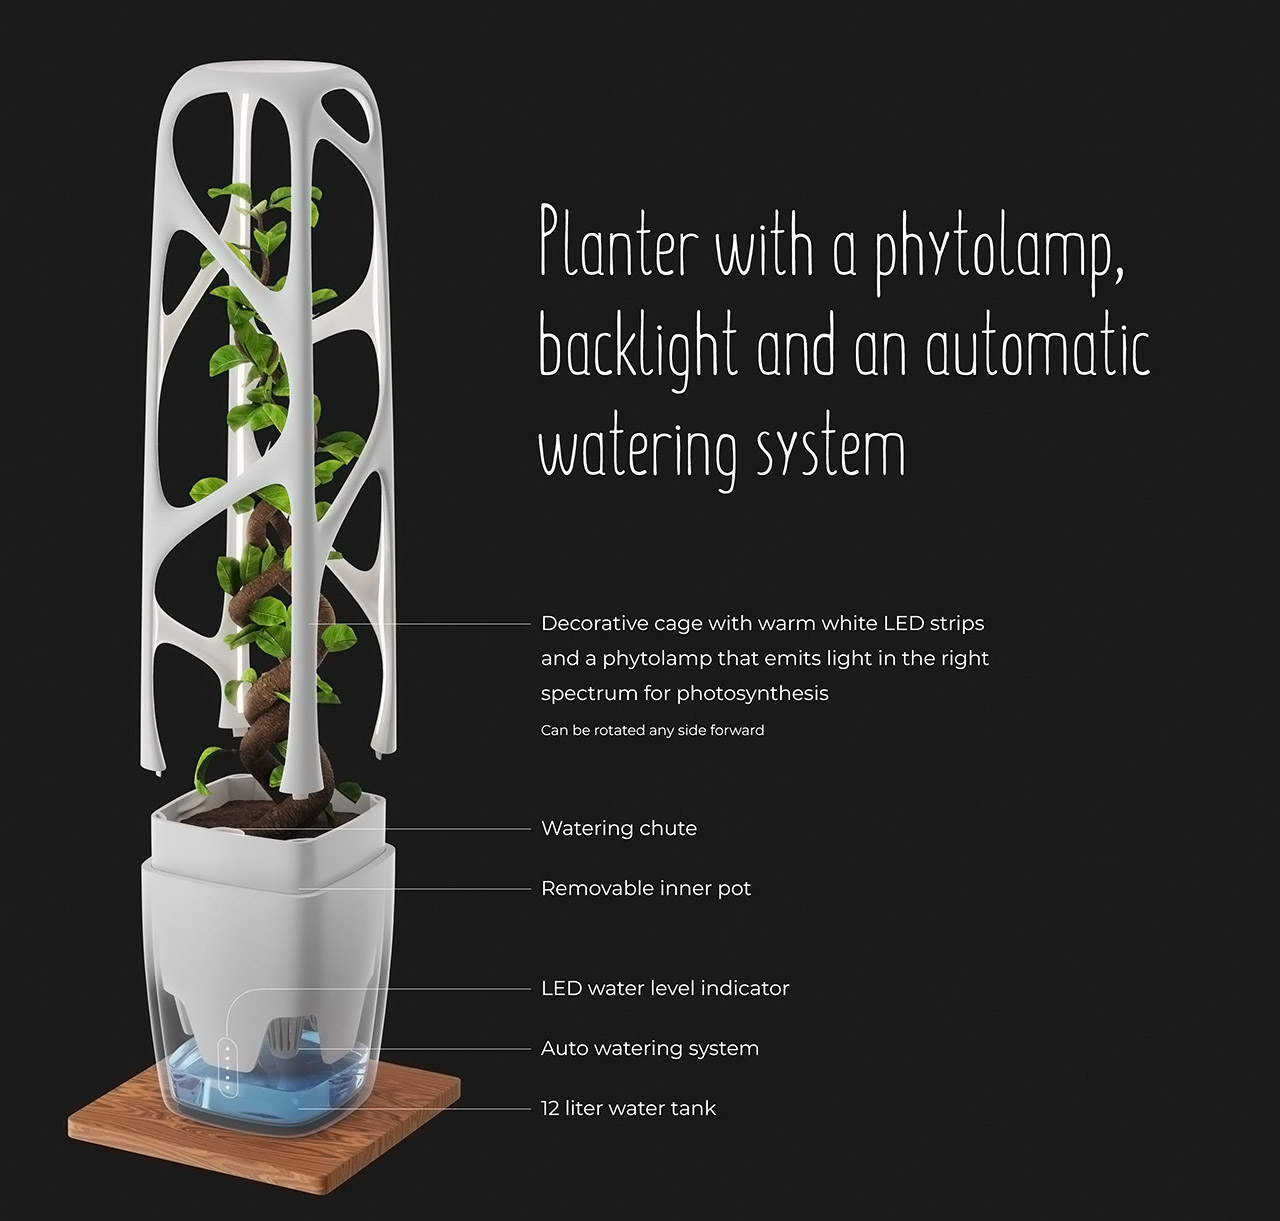 Planter with a phytolamp,
backlight and an automatic
watering system
Decorative cage with warm white LED strips
and a phytolamp that emits light in the right
spectrum for photosynthesis
Can be rotated any side forward
Watering chute
Removable inner pot
LED water level indicator
Auto watering system
12 liter water tank